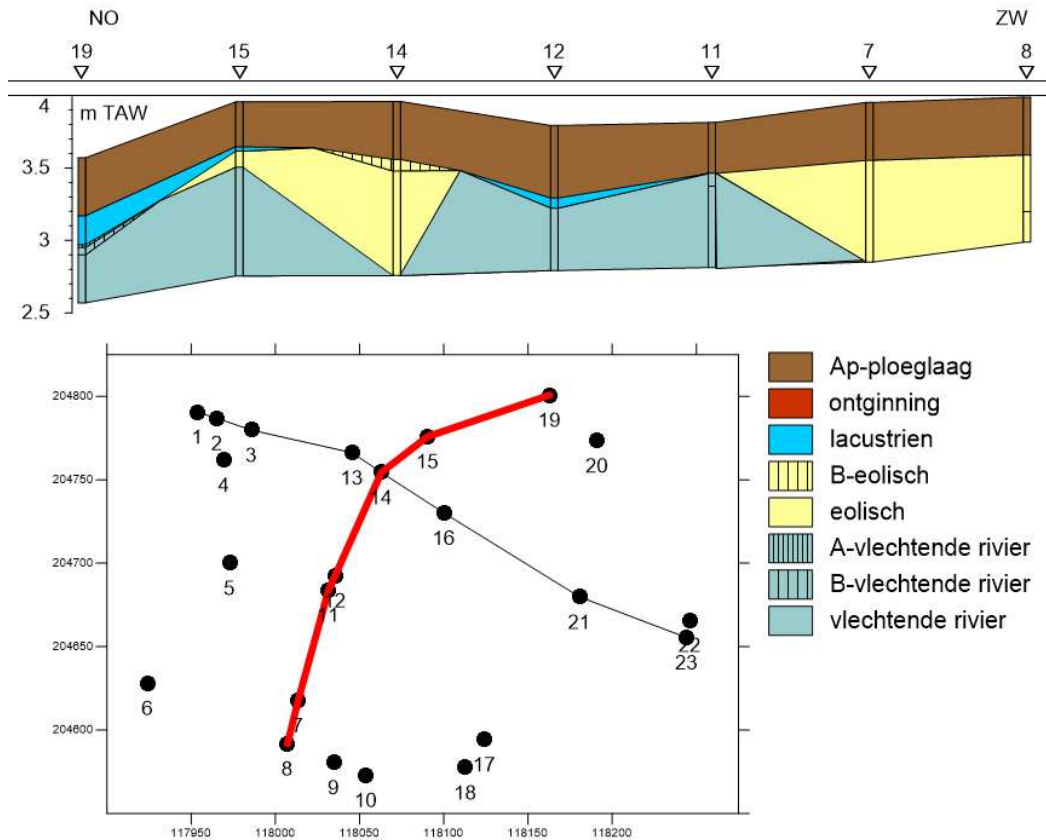 NO ZW
19 15 14 12 11 7 8
4 m TAW
3.5
3
2.5
204800
1 2 3 13 19
4 14 15 20
204750
16
204700
5 12
11
204650
21 22
6 23
204600
7
8 9 17
10 18
117950 118000 118050 118100 118150 118200
Ap-ploeglaag
ontginning
lacustrien
B-eolisch
eolisch
A-vlechtende rivier
B-vlechtende rivier
vlechtende rivier